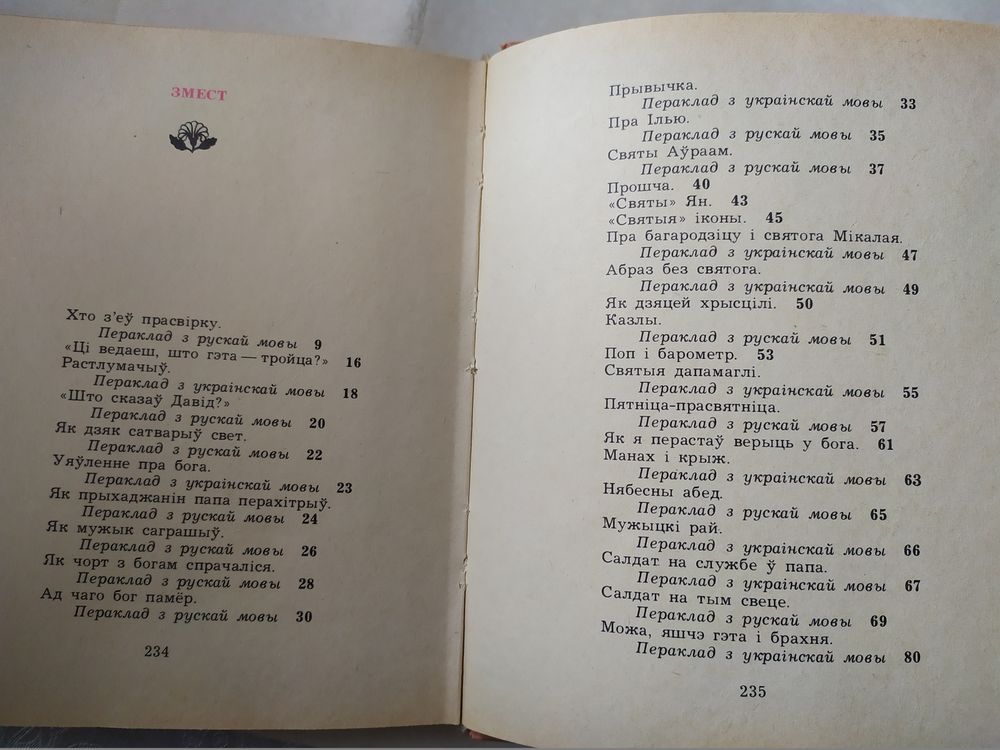 ЗМЕСТ
Хто з'еў прасвірку.
Пераклад з рускай мовы 9
«Ці ведаеш, што гэта — тройца?» 16
Растлумачыў.
Пераклад з украінскай мовы 18
«Што сказаў Давід?»
Пераклад з рускай мовы 20
Як дзяк сатварыў свет.
Пераклад з рускай мовы 22
Уяўленне пра бога.
Пераклад з украінскай мовы 23
Як прыхаджанін папа перахітрыў.
Пераклад з рускай мовы 24
Як мужык саграшыў.
Пераклад з рускай мовы 26
Як чорт з богам спрачаліся.
Пераклад з рускай мовы 28
Ад чаго бог памёр.
Пераклад з рускай мовы 30
234
Прывычка.
Пераклад з украінскай мовы 33
Пра Ілью.
Пераклад з рускай мовы 35
Святы Аўраам.
Пераклад з рускай мовы 37
Прошча. 40
«Святы» Ян. 43
«Святыя» іконы. 45
Пра багародзіцу і святога Мікалая.
Пераклад з украінскай мовы 47
Абраз без святога.
Пераклад з украінскай мовы 49
Як дзяцей хрысцілі. 50
Казлы.
Пераклад з рускай мовы 51
Поп і барометр. 53
Святыя дапамаглі.
Пераклад з украінскай мовы 55
Пятніца-прасвятніца.
Пераклад з рускай мовы 57
Як я перастаў верыць у бога. 61
Манах і крыж.
Пераклад з украінскай мовы 63
Нябесны абед.
Пераклад з рускай мовы 65
Мужыцкі рай.
Пераклад з украінскай мовы 66
Салдат на службе ў папа.
Пераклад з украінскай мовы 67
Салдат на тым свеце.
Пераклад з рускай мовы 69
Можа, яшчэ гэта і брахня.
Пераклад з украінскай мовы 80
235